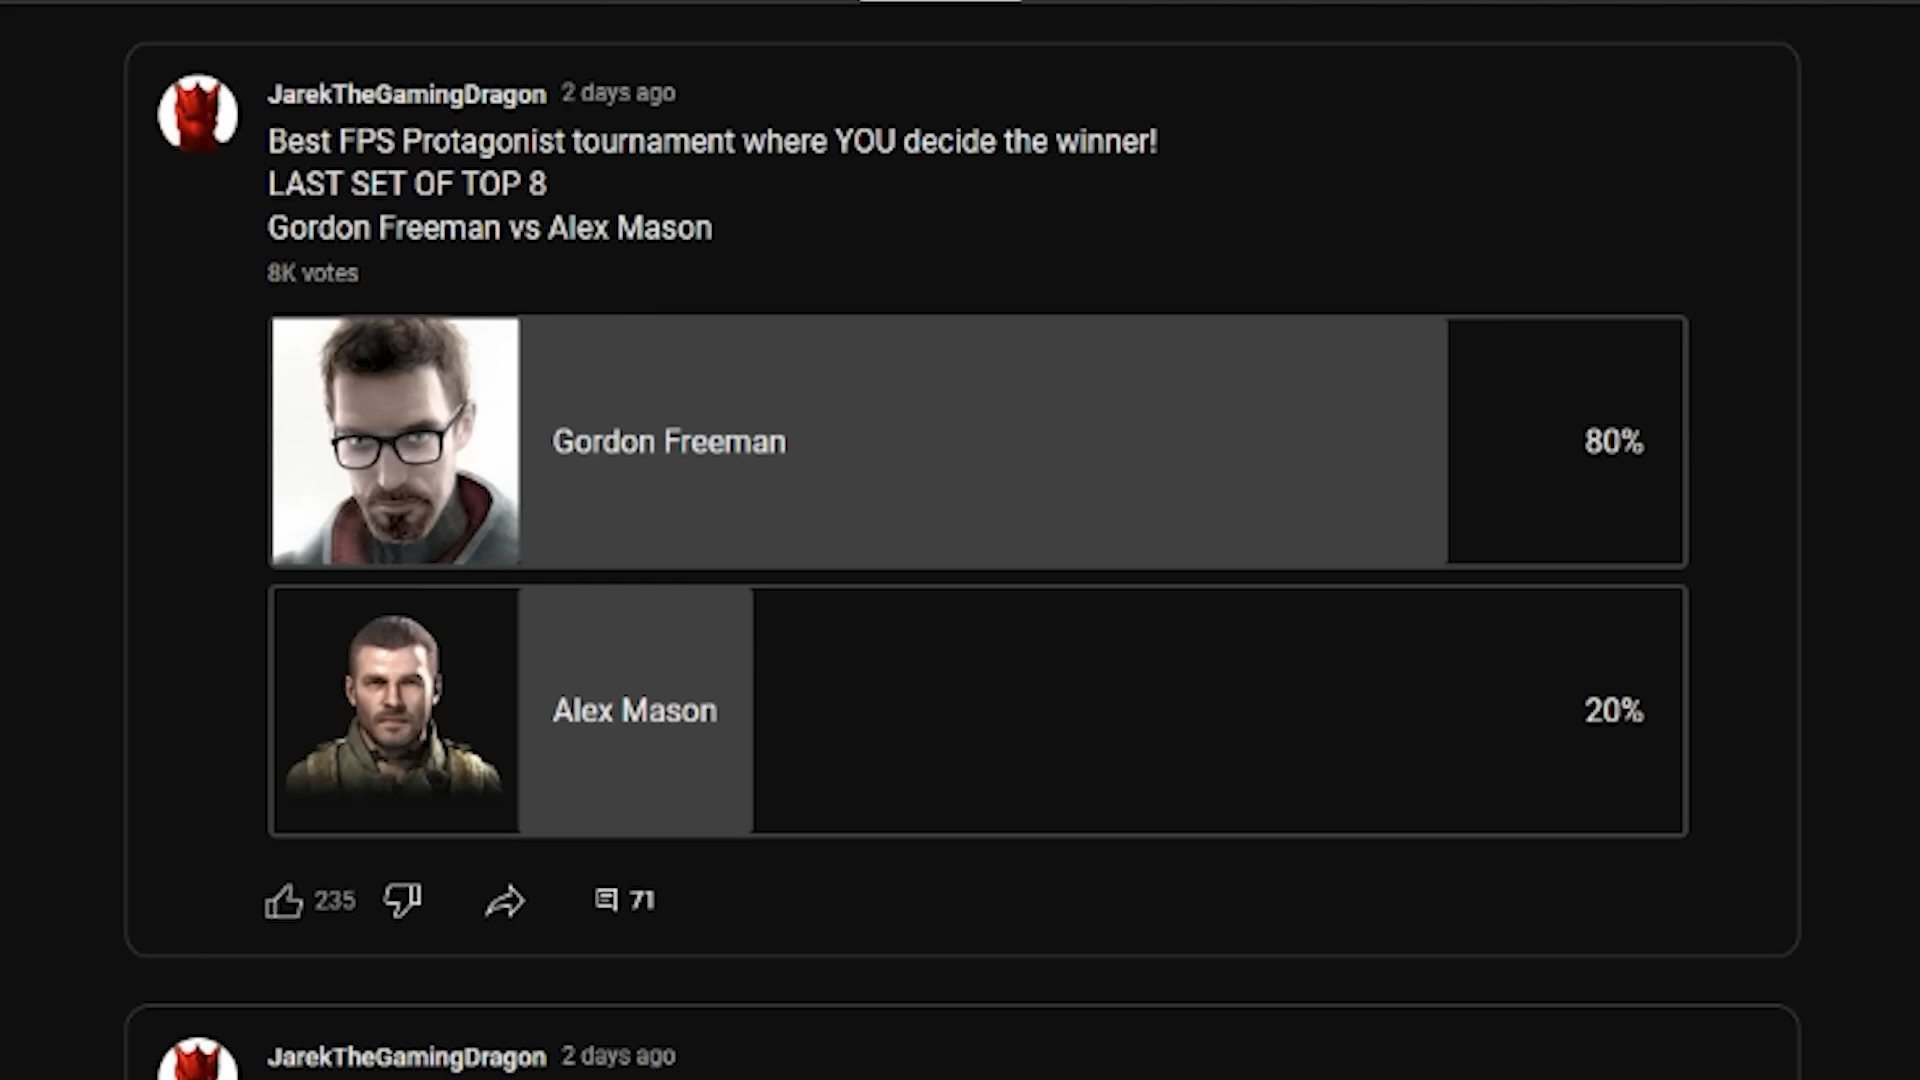 JarekTheGamingDragon 2 days ago
Best FPS Protagonist tournament where YOU decide the winner!
LAST SET OF TOP 8
Gordon Freeman vs Alex Mason
8K votes
Gordon Freeman 80%
Alex Mason 20%
235 71
JarekTheGamingDragon 2 days ago